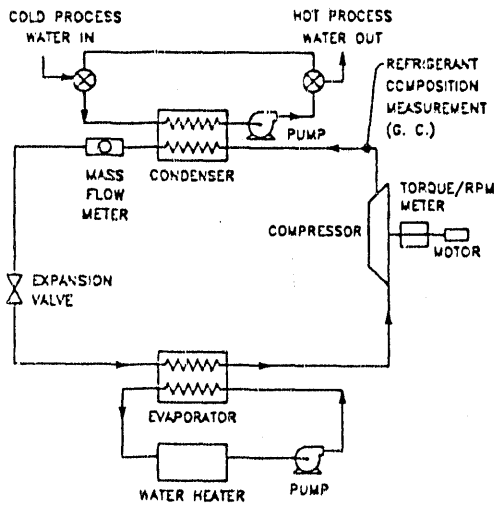 COLD PROCESS
WATER IN
HOT PROCESS
WATER OUT
REFRIGERANT
COMPOSITION
MEASUREMENT
(G. C.)
PUMP
MASS
FLOW
METER
CONDENSER
TORQUE/RPM
METER
COMPRESSOR
MOTOR
EXPANSION
VALVE
EVAPORATOR
WATER HEATER
PUMP